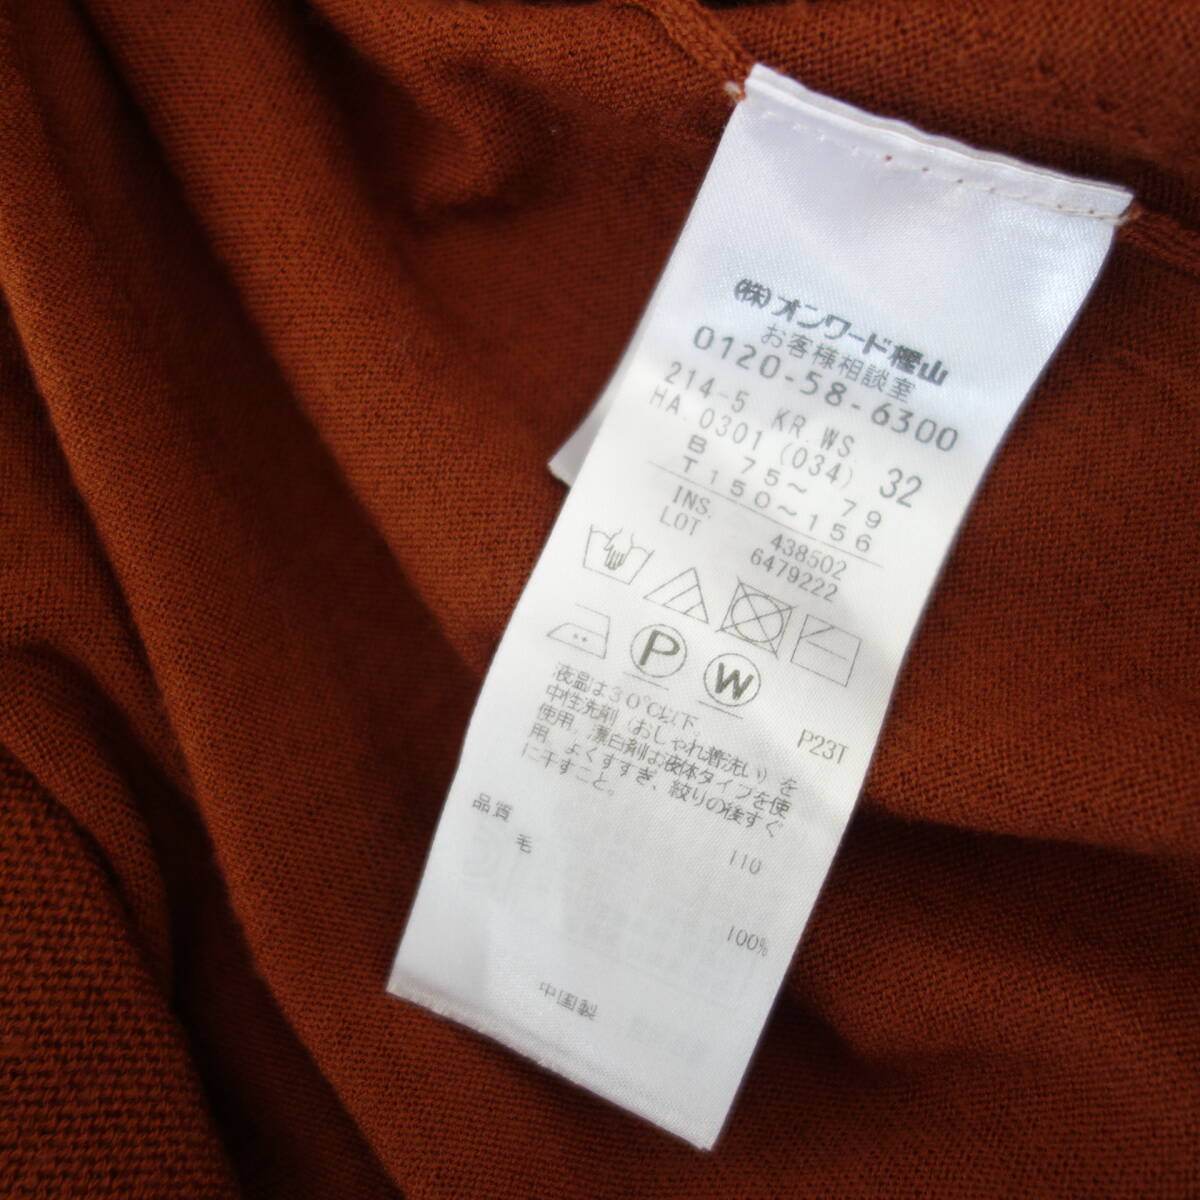 (株)オンワード樫山
お客様相談室
0120-58-6300
214-5 KR.WS
HA.0301 (034) 32
B 75～ 79
T150～156
INS. 438502
LOT 6479222
P W
液温は30℃以下。 P23T
中性洗剤(おしゃれ着洗い)を
使用。漂白剤は液体タイプを使
用。よくすすぎ、絞りの後すぐ
に干すこと。
品質 110
毛 100%
中国製